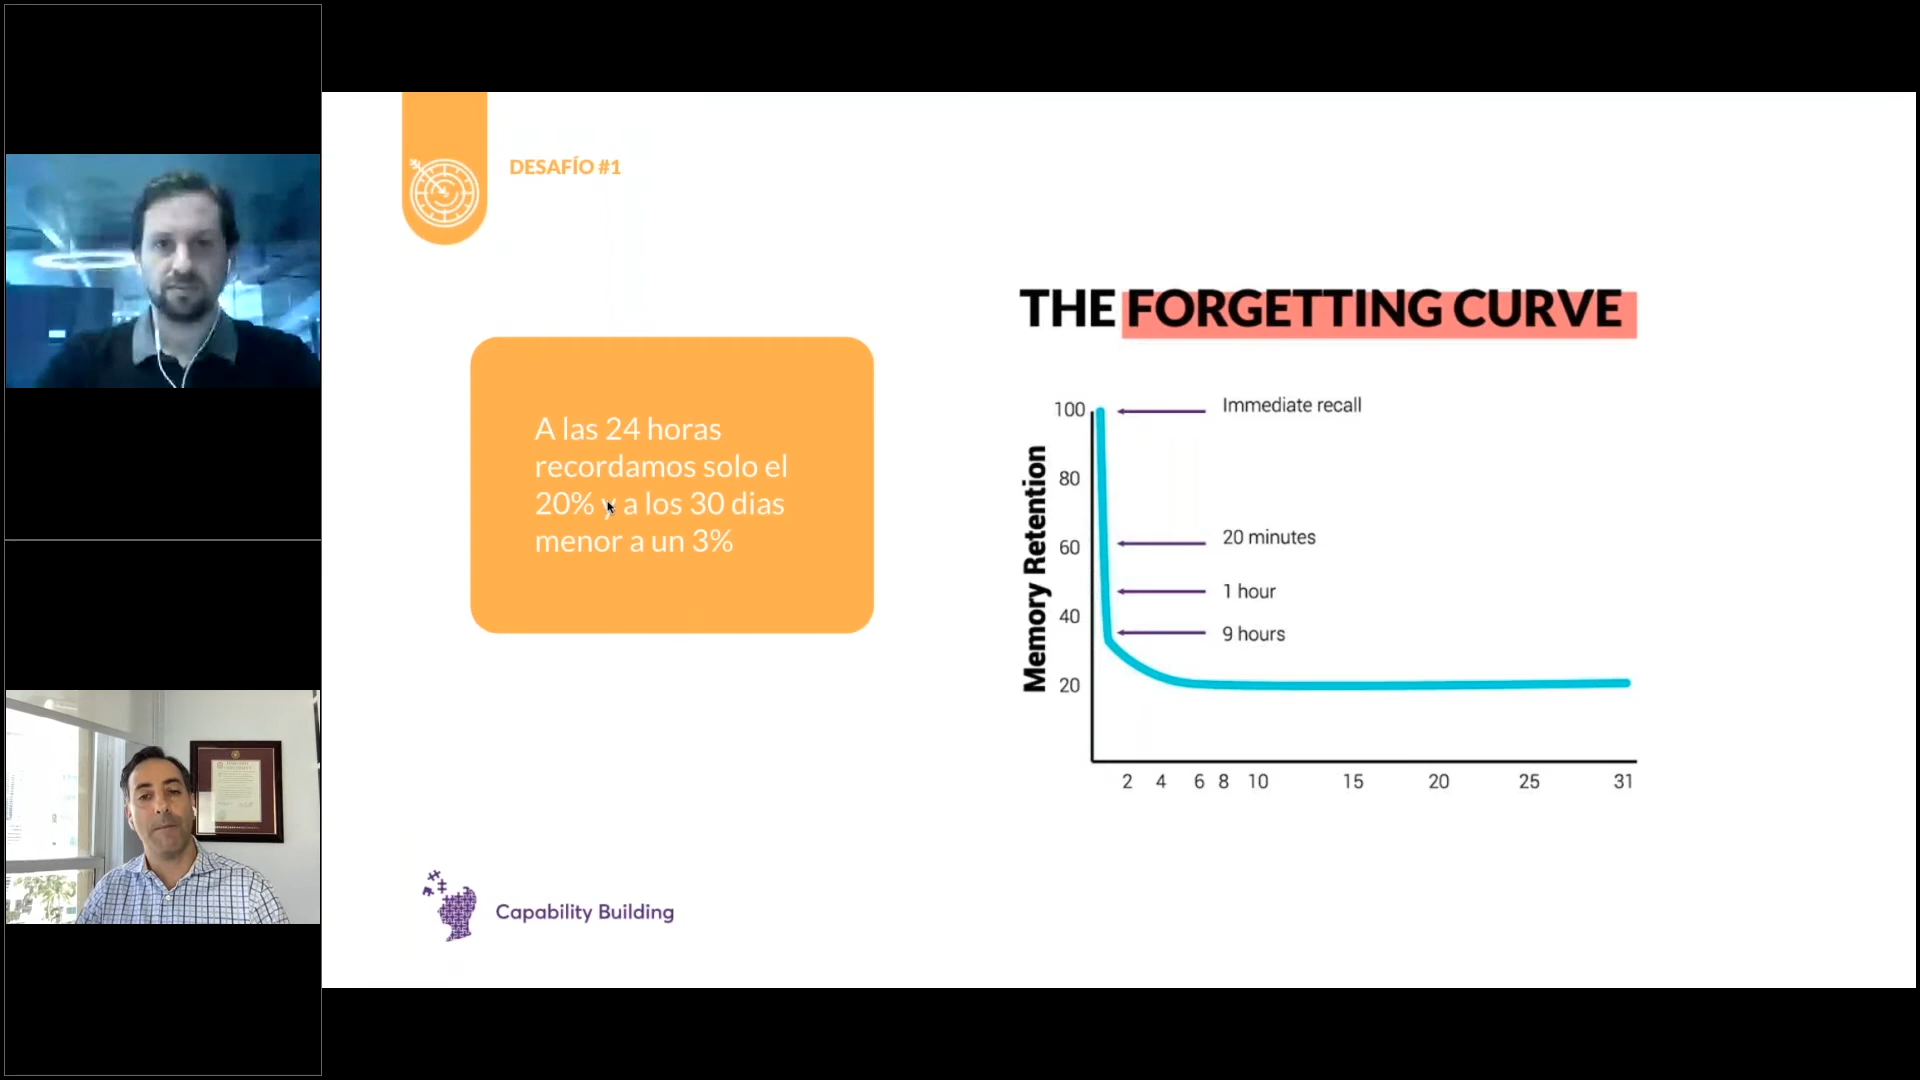 DESAFÍO #1
A las 24 horas
recordamos solo el
20% y a los 30 dias
menor a un 3%
THE FORGETTING CURVE
Memory Retention
100
80
60
40
20
Immediate recall
20 minutes
1 hour
9 hours
2 4 6 8 10 15 20 25 31
Capability Building